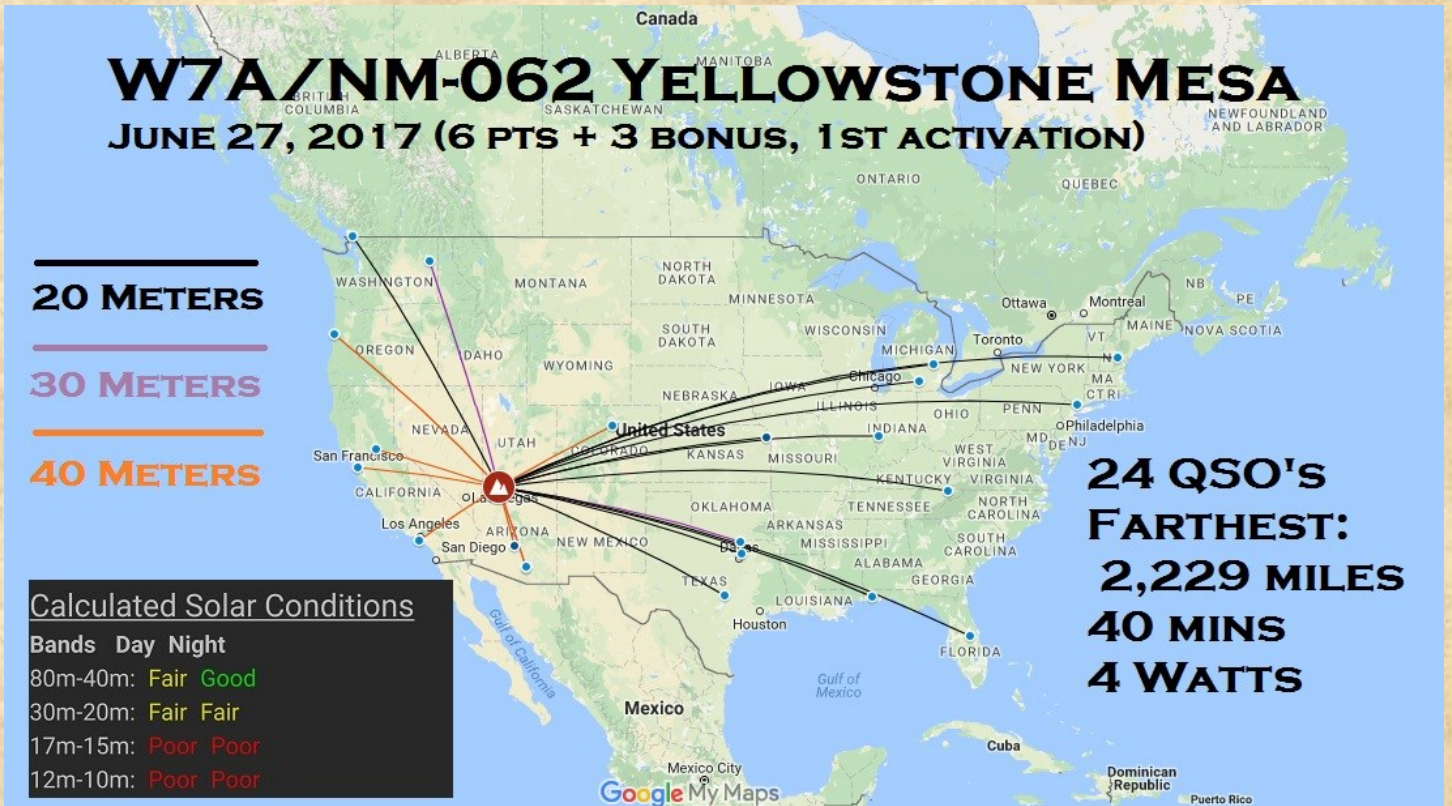 Canada
W7A/NM-062 Yellowstone Mesa
June 27, 2017 (6 pts + 3 bonus, 1st activation)
ALBERTA
MANITOBA
BRITISH
COLUMBIA
SASKATCHEWAN
NEWFOUNDLAND
AND LABRADOR
ONTARIO
QUEBEC
20 Meters
30 Meters
40 Meters
WASHINGTON
MONTANA
NORTH
DAKOTA
MINNESOTA
Ottawa
Montreal
NB
PE
OREGON
IDAHO
SOUTH
DAKOTA
WISCONSIN
MICHIGAN
Toronto
VT
MAINE
NOVA SCOTIA
WYOMING
Chicago
NEW YORK
N
MA
CT RI
NEBRASKA
IOWA
ILLINOIS
OHIO
PENN
NEVADA
UTAH
United States
COLORADO
KANSAS
MISSOURI
INDIANA
Philadelphia
MD
DE
NJ
WEST
VIRGINIA
San Francisco
CALIFORNIA
Las Vegas
KENTUCKY
VIRGINIA
Los Angeles
ARIZONA
NEW MEXICO
OKLAHOMA
ARKANSAS
TENNESSEE
NORTH
CAROLINA
San Diego
Dallas
MISSISSIPPI
SOUTH
CAROLINA
ALABAMA
GEORGIA
TEXAS
LOUISIANA
Houston
FLORIDA
Gulf of California
Gulf of
Mexico
Mexico
Cuba
Mexico City
Dominican
Republic
Puerto Rico
24 QSO's
Farthest:
2,229 miles
40 mins
4 Watts
Calculated Solar Conditions
Bands Day Night
80m-40m: Fair Good
30m-20m: Fair Fair
17m-15m: Poor Poor
12m-10m: Poor Poor
Google My Maps